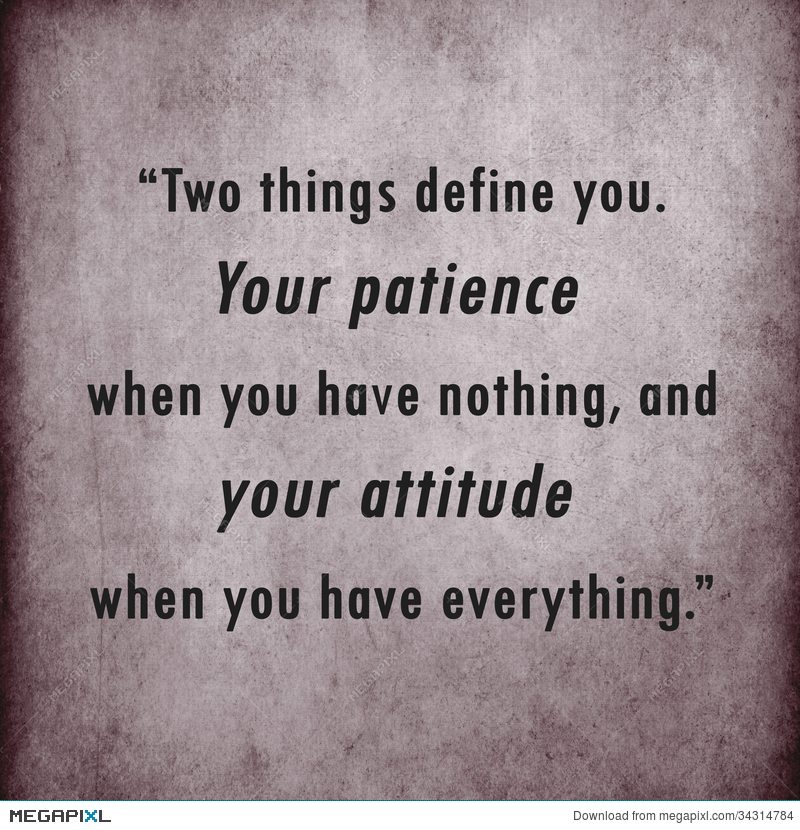 “Two things define you.
Your patience
when you have nothing, and
your attitude
when you have everything.”
MEGAPIXL
Download from megapixl.com/34314784